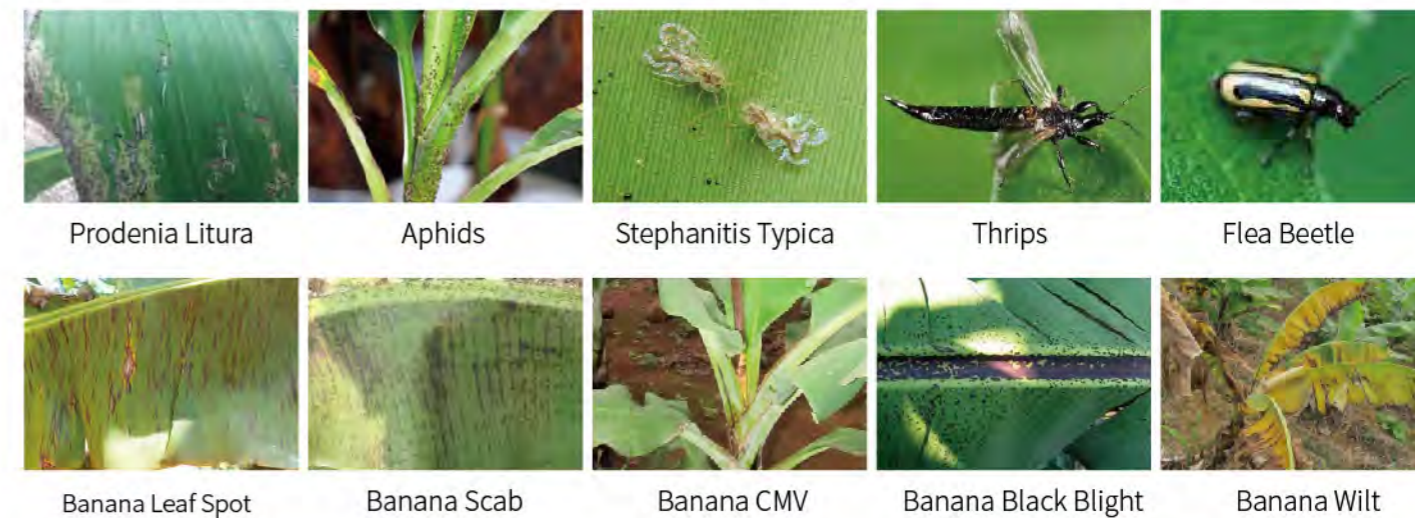 Prodenia Litura Aphids Stephanitis Typica Thrips Flea Beetle
Banana Leaf Spot Banana Scab Banana CMV Banana Black Blight Banana Wilt